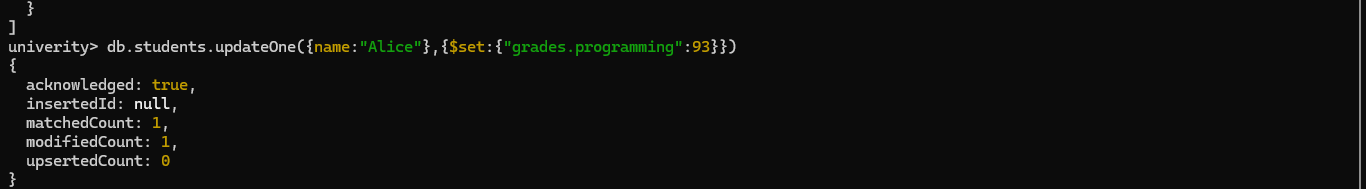 }
]
univerity> db.students.updateOne({name:"Alice"},{$set:{"grades.programming":93}})
{
  acknowledged: true,
  insertedId: null,
  matchedCount: 1,
  modifiedCount: 1,
  upsertedCount: 0
}